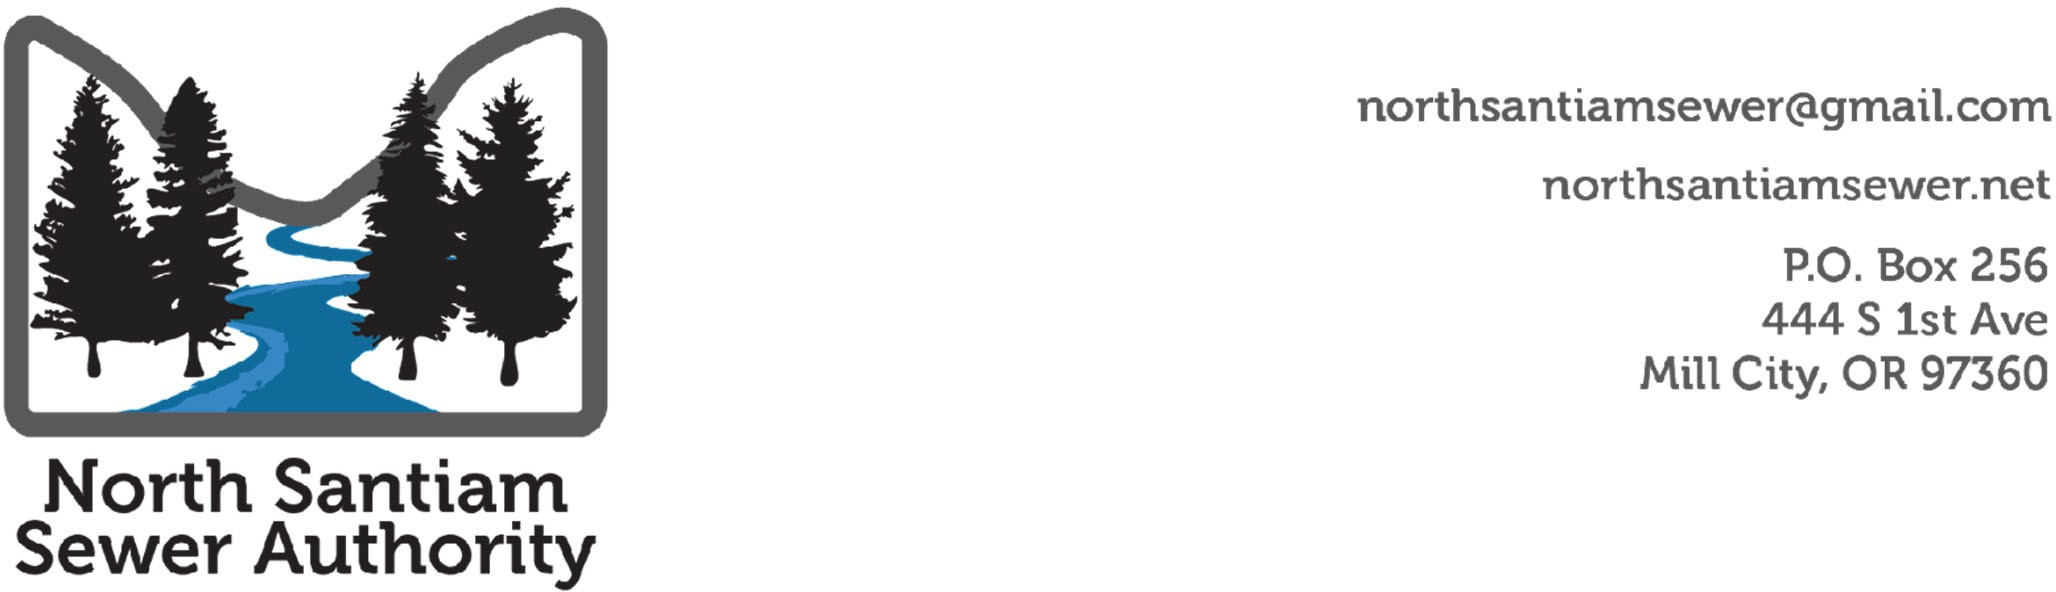 North Santiam
Sewer Authority
northsantiamsewer@gmail.com
northsantiamsewer.net
P.O. Box 256
444 S 1st Ave
Mill City, OR 97360